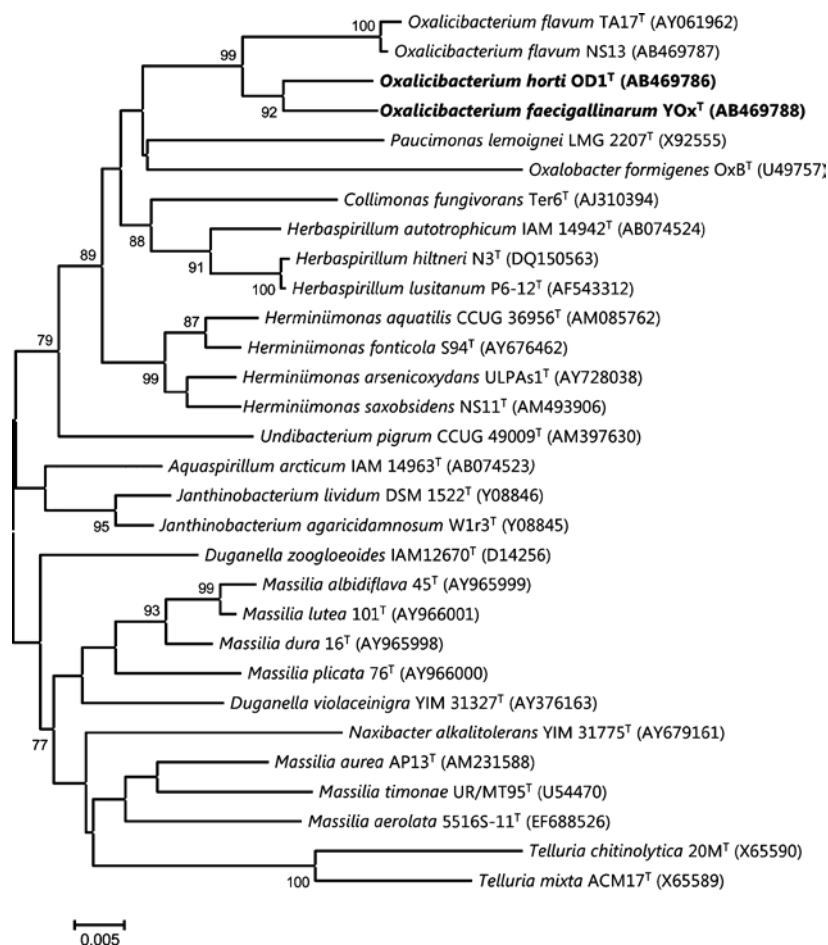 100
Oxalicibacterium flavum TA17ᵀ (AY061962)
99
Oxalicibacterium flavum NS13 (AB469787)
Oxalicibacterium horti OD1ᵀ (AB469786)
92
Oxalicibacterium faecigallinarum YOxᵀ (AB469788)
Paucimonas lemoignei LMG 2207ᵀ (X92555)
Oxalobacter formigenes OxBᵀ (U49757)
Collimonas fungivorans Ter6ᵀ (AJ310394)
88
Herbaspirillum autotrophicum IAM 14942ᵀ (AB074524)
89
91
Herbaspirillum hiltneri N3ᵀ (DQ150563)
100
Herbaspirillum lusitanum P6-12ᵀ (AF543312)
87
Herminiimonas aquatilis CCUG 36956ᵀ (AM085762)
79
Herminiimonas fonticola S94ᵀ (AY676462)
99
Herminiimonas arsenicoxydans ULPAs1ᵀ (AY728038)
Herminiimonas saxobsidens NS11ᵀ (AM493906)
Undibacterium pigrum CCUG 49009ᵀ (AM397630)
Aquaspirillum arcticum IAM 14963ᵀ (AB074523)
Janthinobacterium lividum DSM 1522ᵀ (Y08846)
95
Janthinobacterium agaricidamnosum W1r3ᵀ (Y08845)
Duganella zoogloeoides IAM12670ᵀ (D14256)
99
Massilia albidiflava 45ᵀ (AY965999)
93
Massilia lutea 101ᵀ (AY966001)
Massilia dura 16ᵀ (AY965998)
Massilia plicata 76ᵀ (AY966000)
Duganella violaceinigra YIM 31327ᵀ (AY376163)
77
Naxibacter alkalitolerans YIM 31775ᵀ (AY679161)
Massilia aurea AP13ᵀ (AM231588)
Massilia timonae UR/MT95ᵀ (U54470)
Massilia aerolata 5516S-11ᵀ (EF688526)
Telluria chitinolytica 20Mᵀ (X65590)
100
Telluria mixta ACM17ᵀ (X65589)
0.005